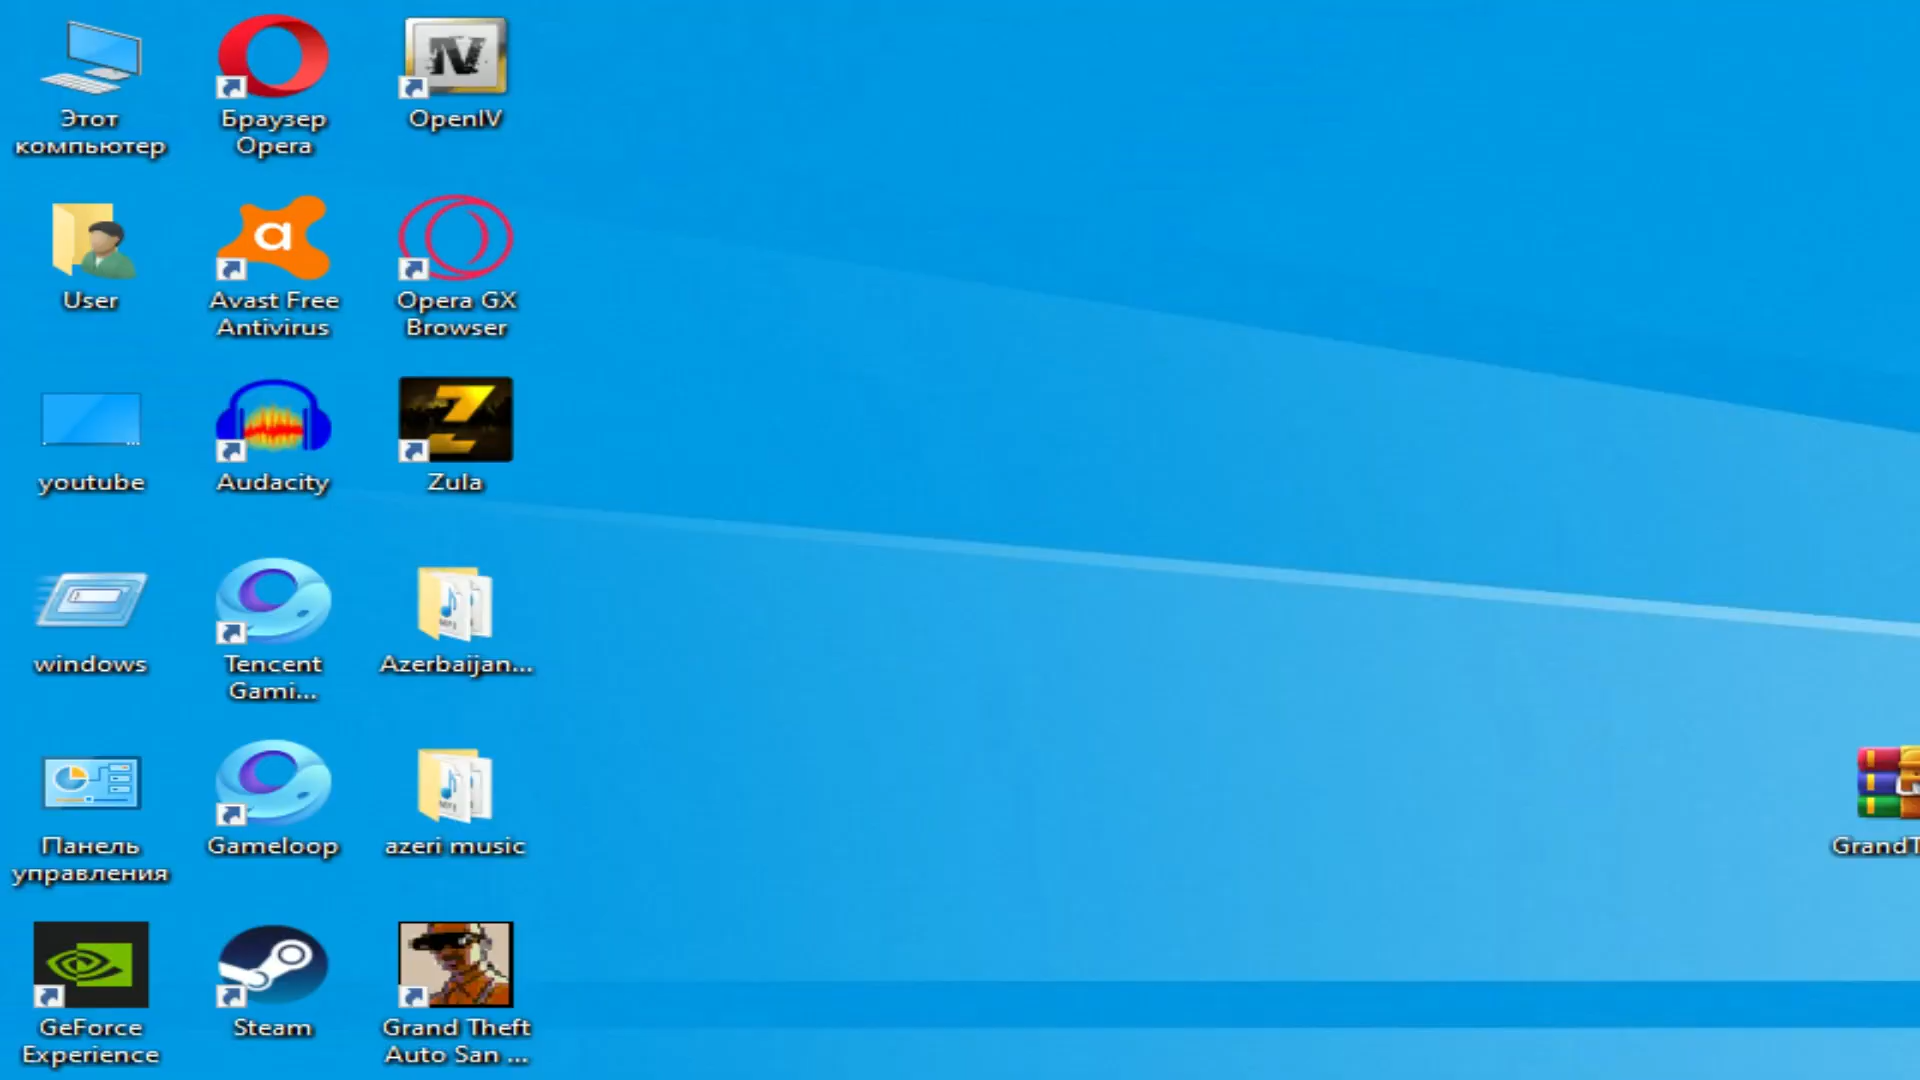 Этот
компьютер
Браузер
Opera
OpenIV
User
Avast Free
Antivirus
Opera GX
Browser
youtube
Audacity
Zula
windows
Tencent
Gami...
Azerbaijan...
Панель
управления
Gameloop
azeri music
GrandT
GeForce
Experience
Steam
Grand Theft
Auto San ...